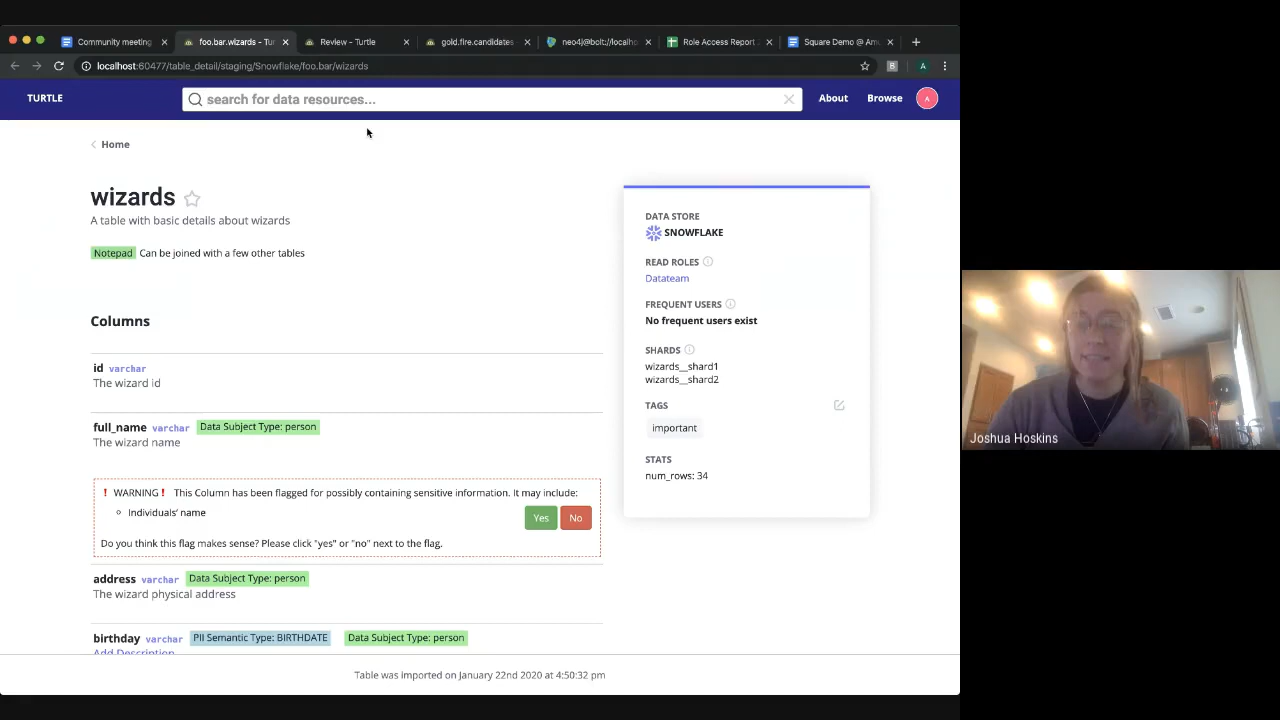 Community meeting
foo.bar.wizards - Tur
Review - Turtle
gold.fire.candidates
neo4j@bolt://localho
Role Access Report
Square Demo @ Am
localhost:60477/table_detail/staging/Snowflake/foo.bar/wizards
B
A
TURTLE
search for data resources...
About
Browse
A
Home
wizards
A table with basic details about wizards
Notepad Can be joined with a few other tables
Columns
id varchar
The wizard id
full_name varchar Data Subject Type: person
The wizard name
! WARNING ! This Column has been flagged for possibly containing sensitive information. It may include:
Individuals' name
Yes No
Do you think this flag makes sense? Please click "yes" or "no" next to the flag.
address varchar Data Subject Type: person
The wizard physical address
birthday varchar PII Semantic Type: BIRTHDATE Data Subject Type: person
Add Description
DATA STORE
SNOWFLAKE
READ ROLES
Datateam
FREQUENT USERS
No frequent users exist
SHARDS
wizards__shard1
wizards__shard2
TAGS
important
STATS
num_rows: 34
Table was imported on January 22nd 2020 at 4:50:32 pm
Joshua Hoskins